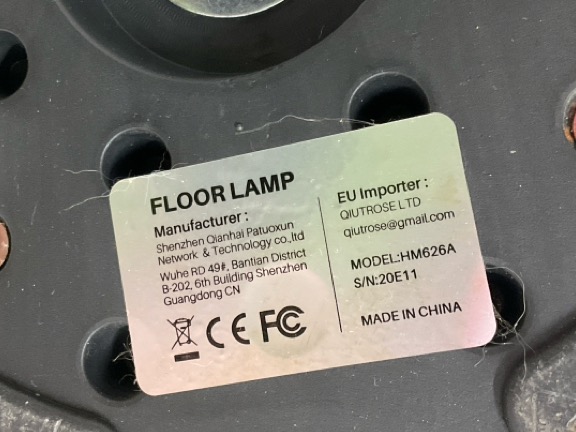 FLOOR LAMP
Manufacturer :
Shenzhen Qianhai Patuoxun
Network & Technology co.,ltd
Wuhe RD 49#, Bantian District
B-202, 6th Building Shenzhen
Guangdong CN
CE FC
EU Importer :
QIUTROSE LTD
qiutrose@gmail.com
MODEL:HM626A
S/N:20E11
MADE IN CHINA